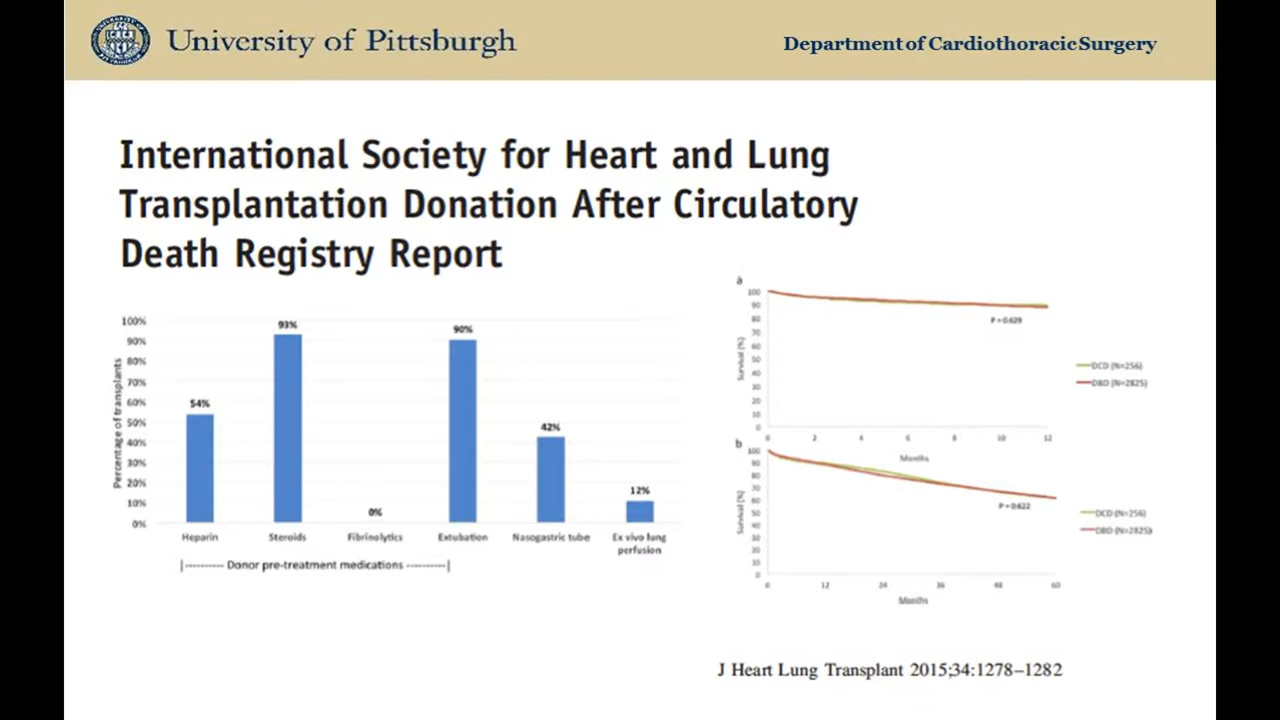 University of Pittsburgh
Department of Cardiothoracic Surgery
International Society for Heart and Lung
Transplantation Donation After Circulatory
Death Registry Report
Percentage of transplants
100%
90%
80%
70%
60%
50%
40%
30%
20%
10%
0%
54%
93%
0%
90%
42%
12%
Heparin
Steroids
Fibrinolytics
Extubation
Nasogastric tube
Ex vivo lung
perfusion
|--------- Donor pre-treatment medications ---------|
a
Survival (%)
100
90
80
70
60
50
40
30
20
10
0
P = 0.629
DCD (N=256)
DBD (N=2825)
0 2 4 6 8 10 12
Months
b
Survival (%)
100
90
80
70
60
50
40
30
20
10
0
P = 0.622
DCD (N=256)
DBD (N=2825)
0 12 24 36 48 60
Months
J Heart Lung Transplant 2015;34:1278–1282